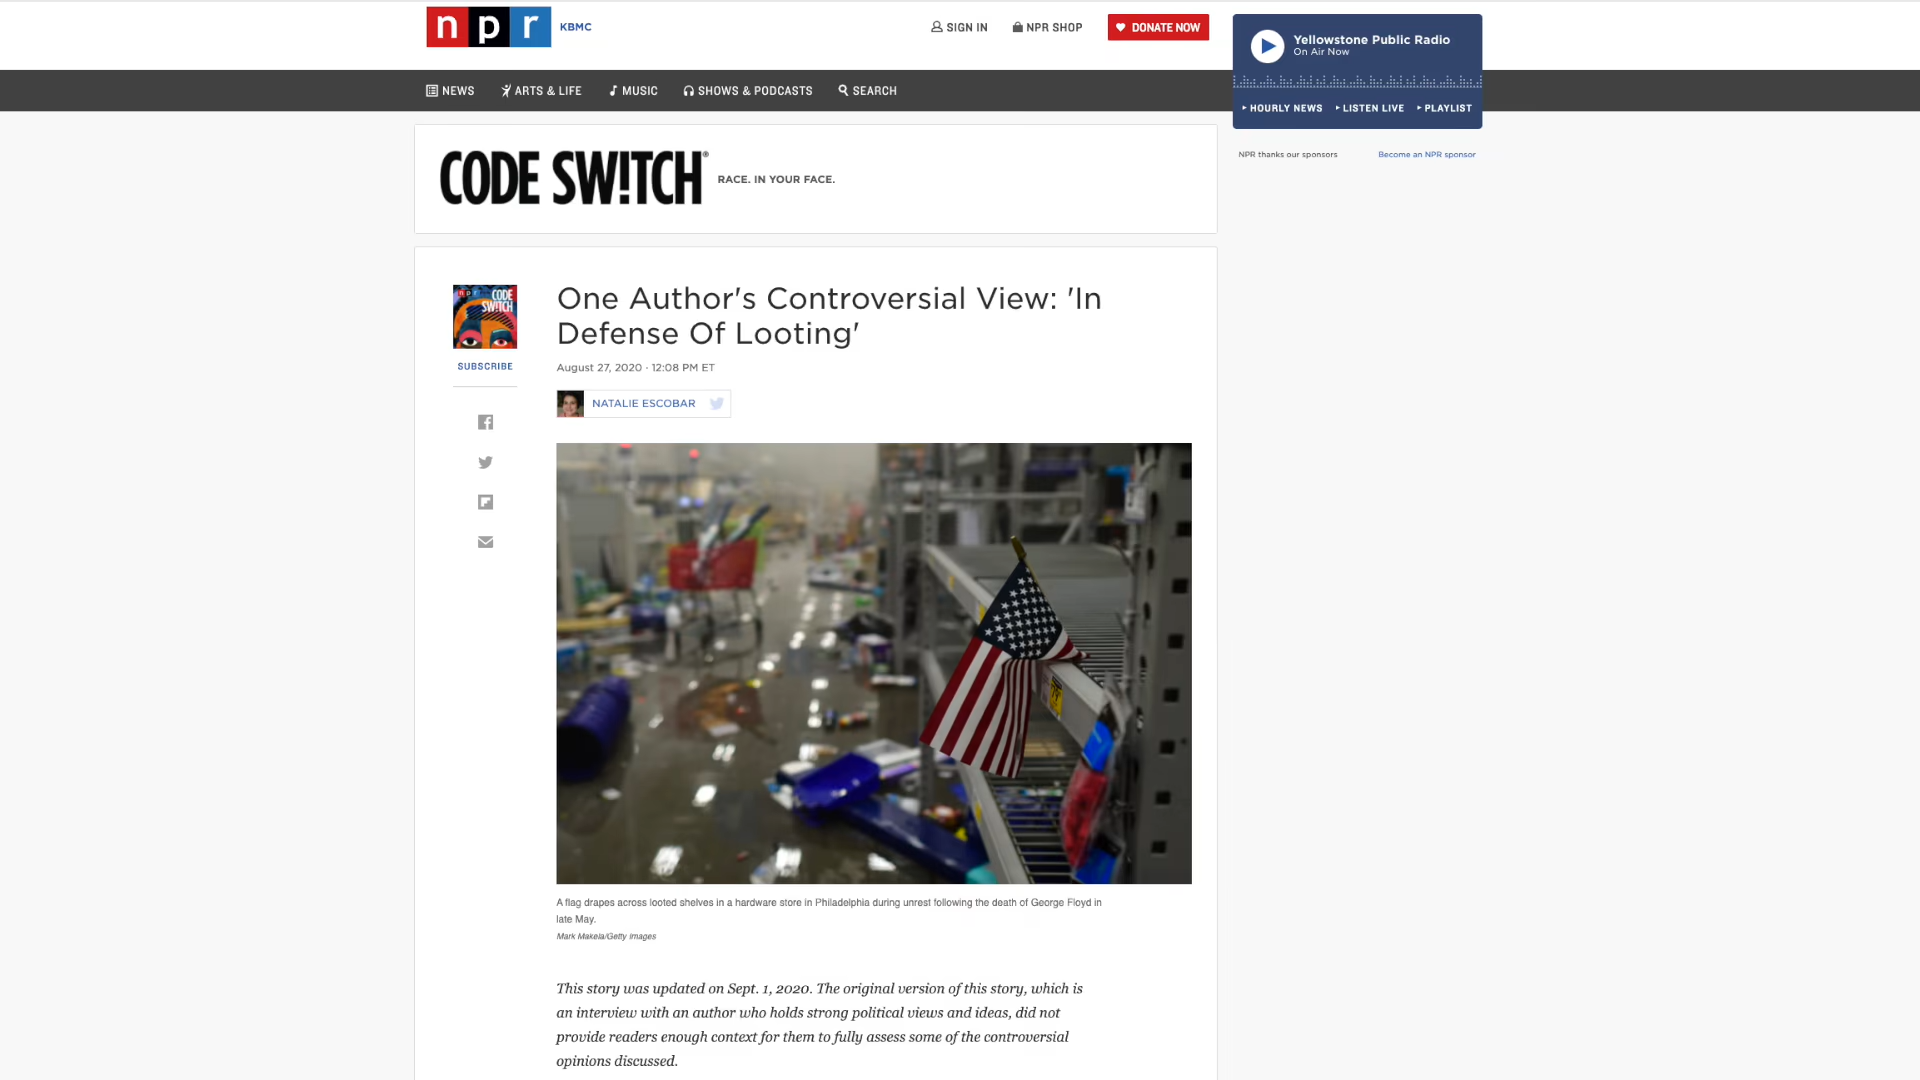 npr KBMC
SIGN IN NPR SHOP DONATE NOW
Yellowstone Public Radio
On Air Now
NEWS ARTS & LIFE MUSIC SHOWS & PODCASTS SEARCH
HOURLY NEWS LISTEN LIVE PLAYLIST
NPR thanks our sponsors Become an NPR sponsor
CODE SW!TCH® RACE. IN YOUR FACE.
npr CODE
SW!TCH
SUBSCRIBE
One Author's Controversial View: 'In
Defense Of Looting'
August 27, 2020 · 12:08 PM ET
NATALIE ESCOBAR
A flag drapes across looted shelves in a hardware store in Philadelphia during unrest following the death of George Floyd in
late May.
Mark Makela/Getty Images
This story was updated on Sept. 1, 2020. The original version of this story, which is
an interview with an author who holds strong political views and ideas, did not
provide readers enough context for them to fully assess some of the controversial
opinions discussed.